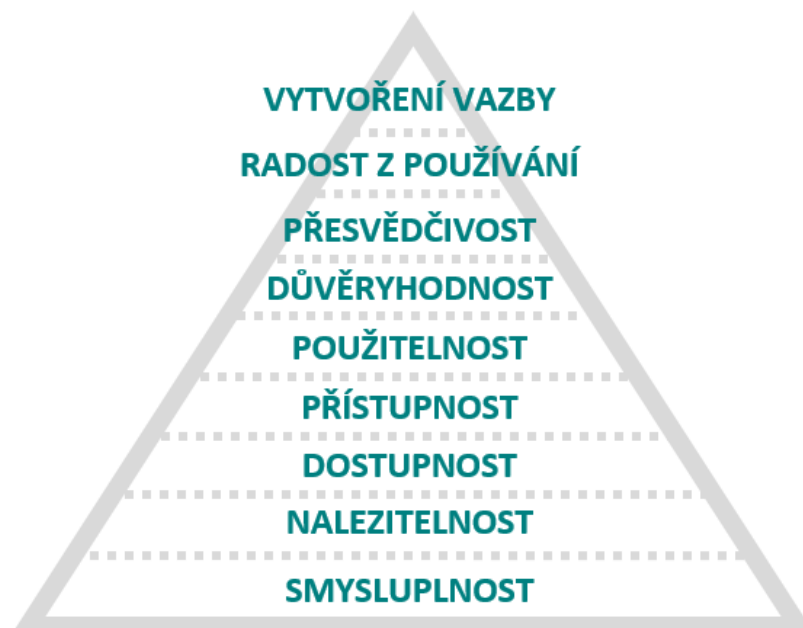 VYTVOŘENÍ VAZBY
RADOST Z POUŽÍVÁNÍ
PŘESVĚDČIVOST
DŮVĚRYHODNOST
POUŽITELNOST
PŘÍSTUPNOST
DOSTUPNOST
NALEZITELNOST
SMYSLUPLNOST